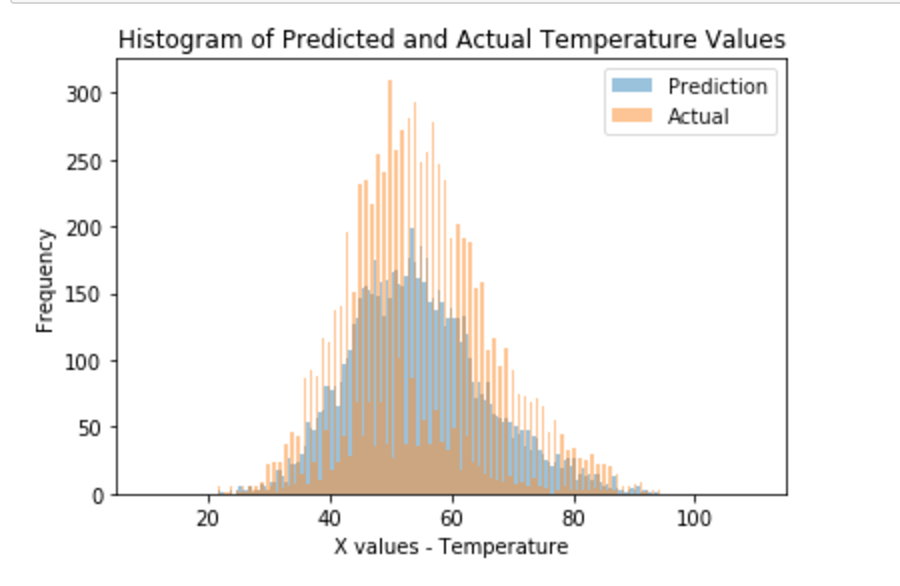 Histogram of Predicted and Actual Temperature Values
Prediction
Actual
300
250
200
150
100
50
0
Frequency
20 40 60 80 100
X values - Temperature